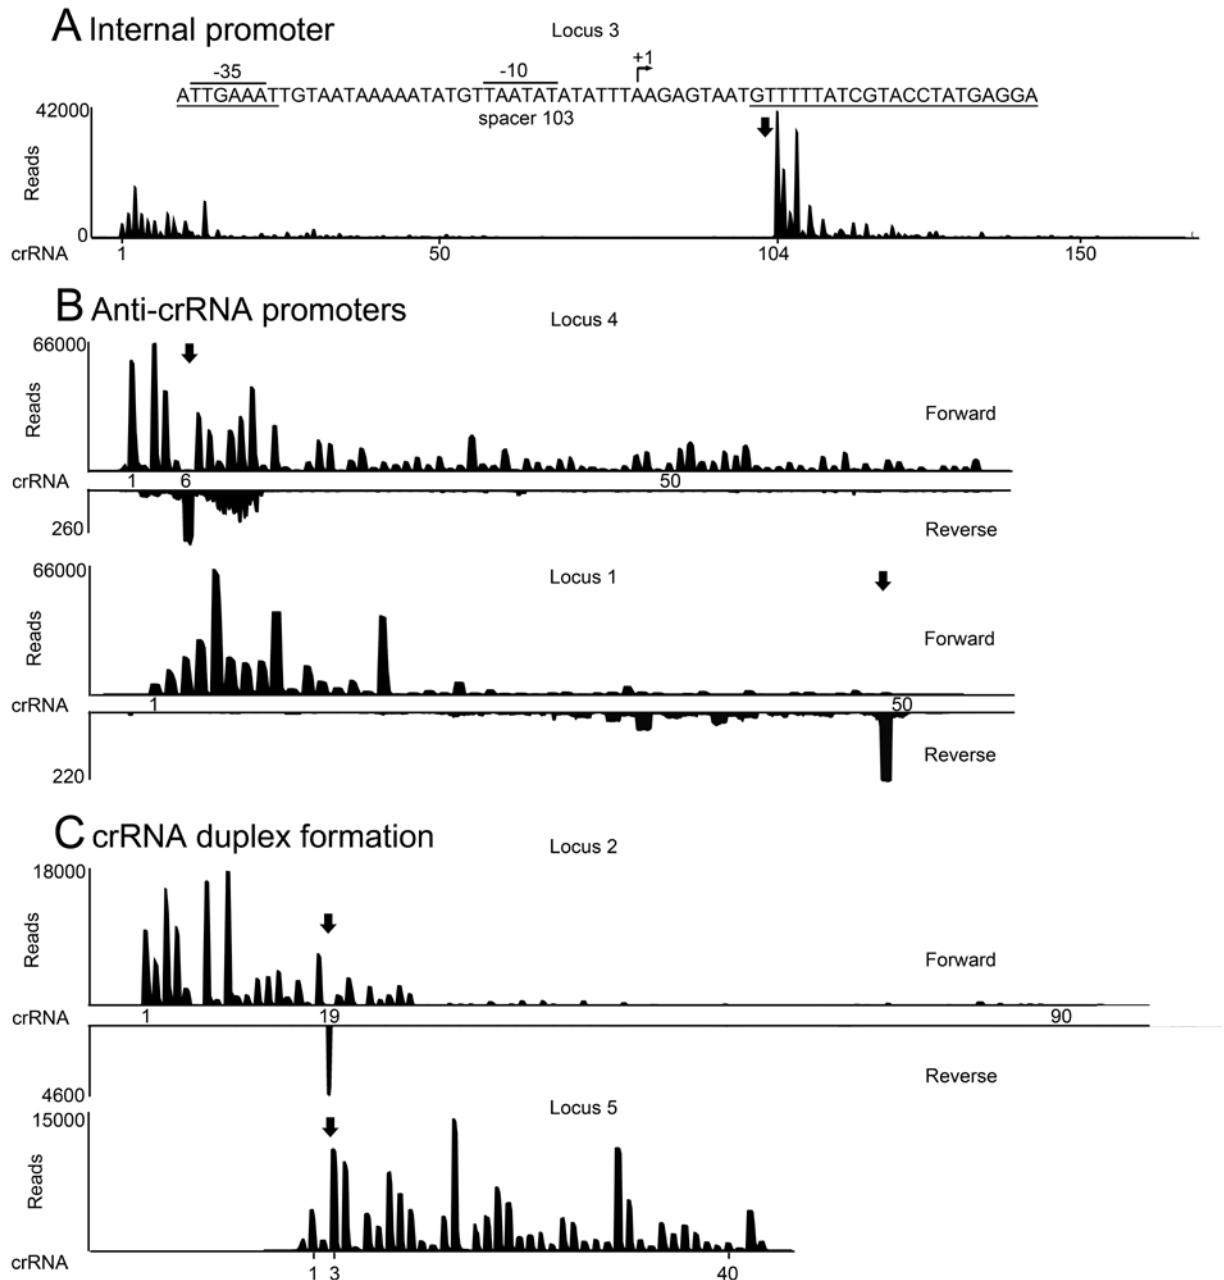 A Internal promoter
Locus 3
-35 -10 +1
ATTGAAATTGTAATAAAAATATGTTAATATATATTTAAGAGTAATGTTTTTATCGTACCTATGAGGA
spacer 103
42000
Reads
0
crRNA 1 50 104 150
B Anti-crRNA promoters
Locus 4
66000
Reads
Forward
crRNA 1 6 50
260
Reverse
66000
Locus 1
Reads
Forward
crRNA 1 50
220
Reverse
C crRNA duplex formation
Locus 2
18000
Reads
Forward
crRNA 1 19 90
Reverse
4600
Locus 5
15000
Reads
crRNA 1 3 40